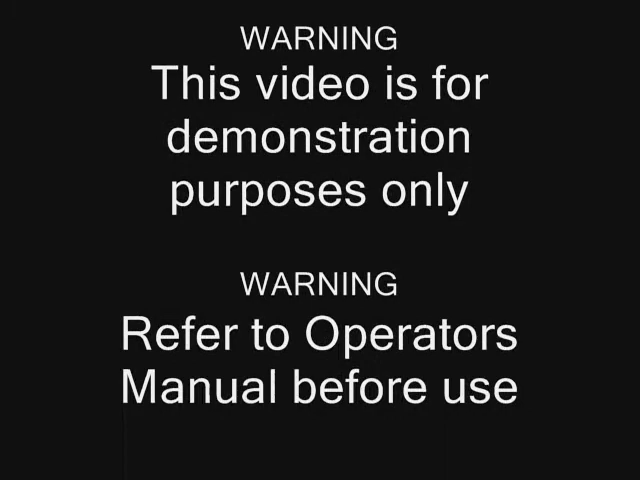 WARNING
This video is for
demonstration
purposes only
WARNING
Refer to Operators
Manual before use